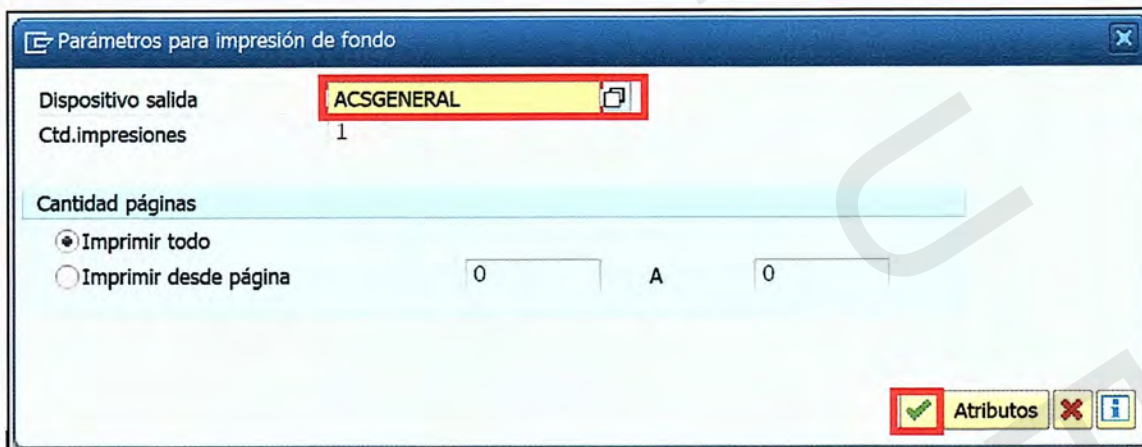 Parámetros para impresión de fondo
Dispositivo salida ACSGENERAL
Ctd.impresiones 1
Cantidad páginas
Imprimir todo
Imprimir desde página 0 A 0
Atributos